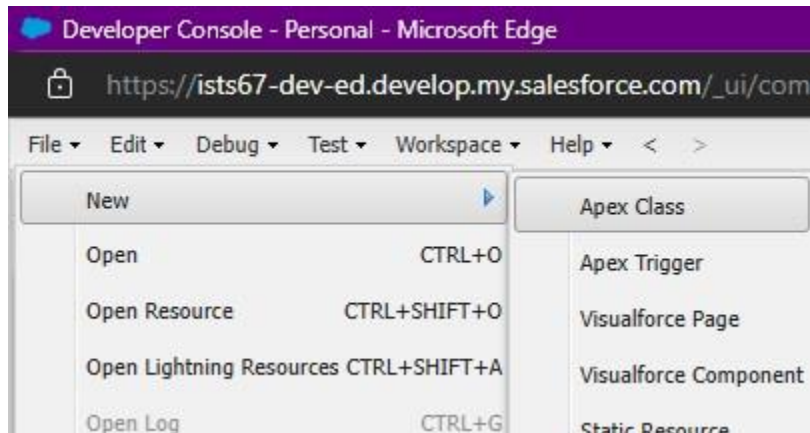 Developer Console - Personal - Microsoft Edge
https://ists67-dev-ed.develop.my.salesforce.com/_ui/com
File Edit Debug Test Workspace Help < >
New
Apex Class
Open CTRL+O
Apex Trigger
Open Resource CTRL+SHIFT+O
Visualforce Page
Open Lightning Resources CTRL+SHIFT+A
Visualforce Component
Open Log CTRL+G
Static Resource